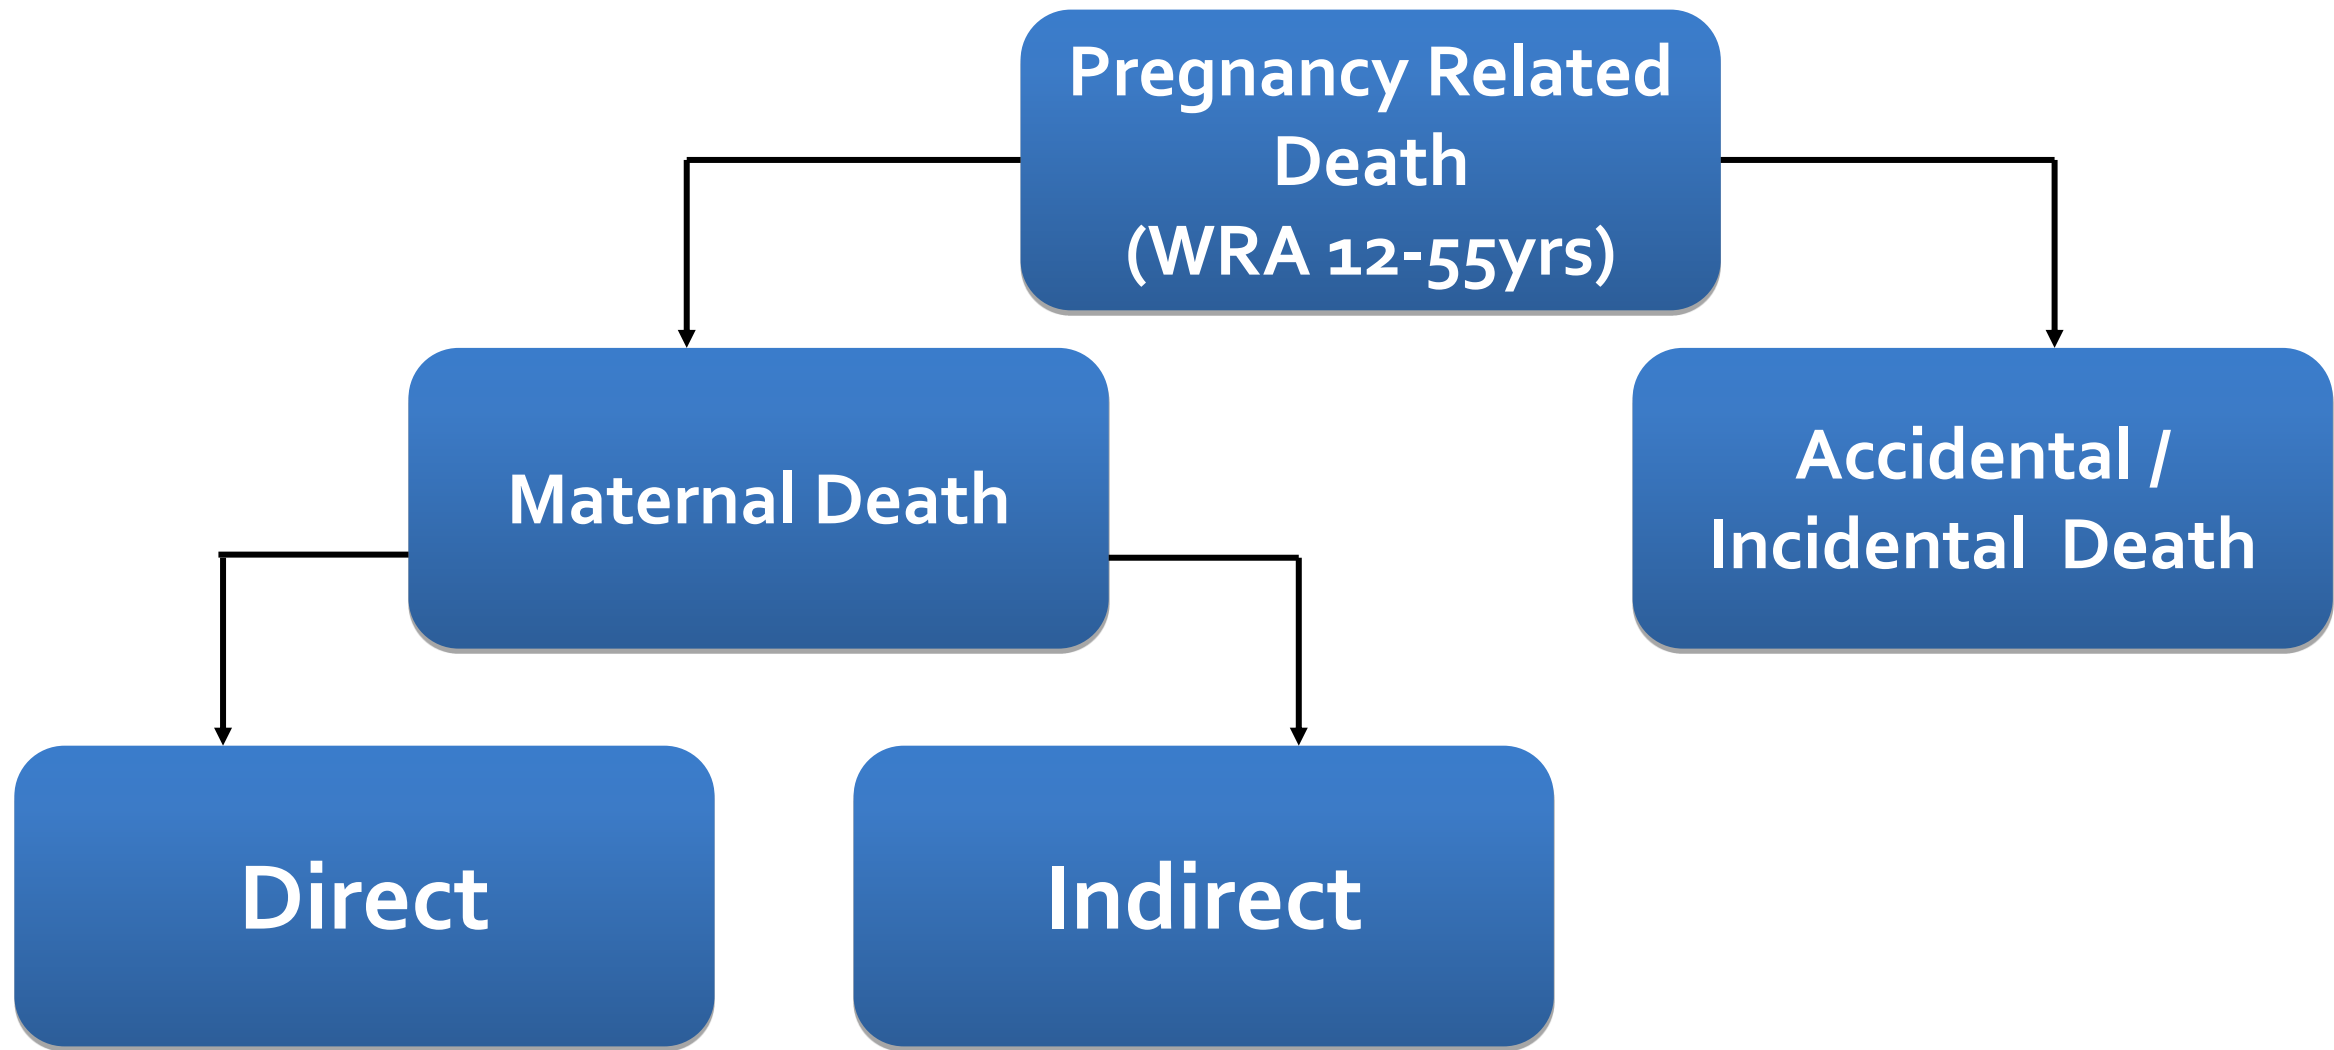 Pregnancy Related
Death
(WRA 12-55yrs)
Maternal Death
Accidental /
Incidental Death
Direct
Indirect